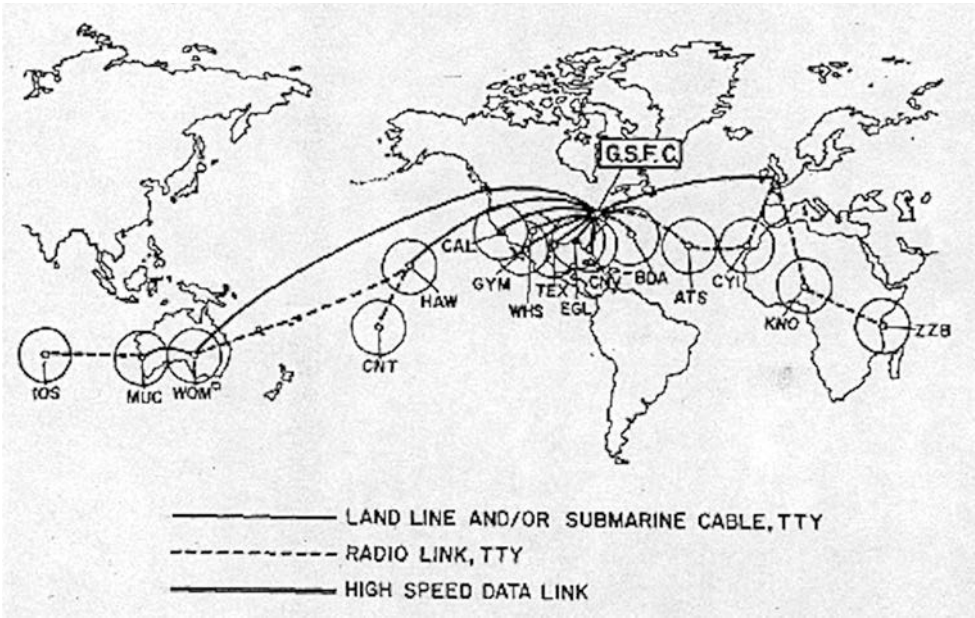 G.S.F.C.
CAL
GYM
WHS
TEX
EGL
CNV
BDA
ATS
CYI
HAW
CNT
KNO
ZZB
IOS
MUC
WOM
LAND LINE AND/OR SUBMARINE CABLE, TTY
RADIO LINK, TTY
HIGH SPEED DATA LINK